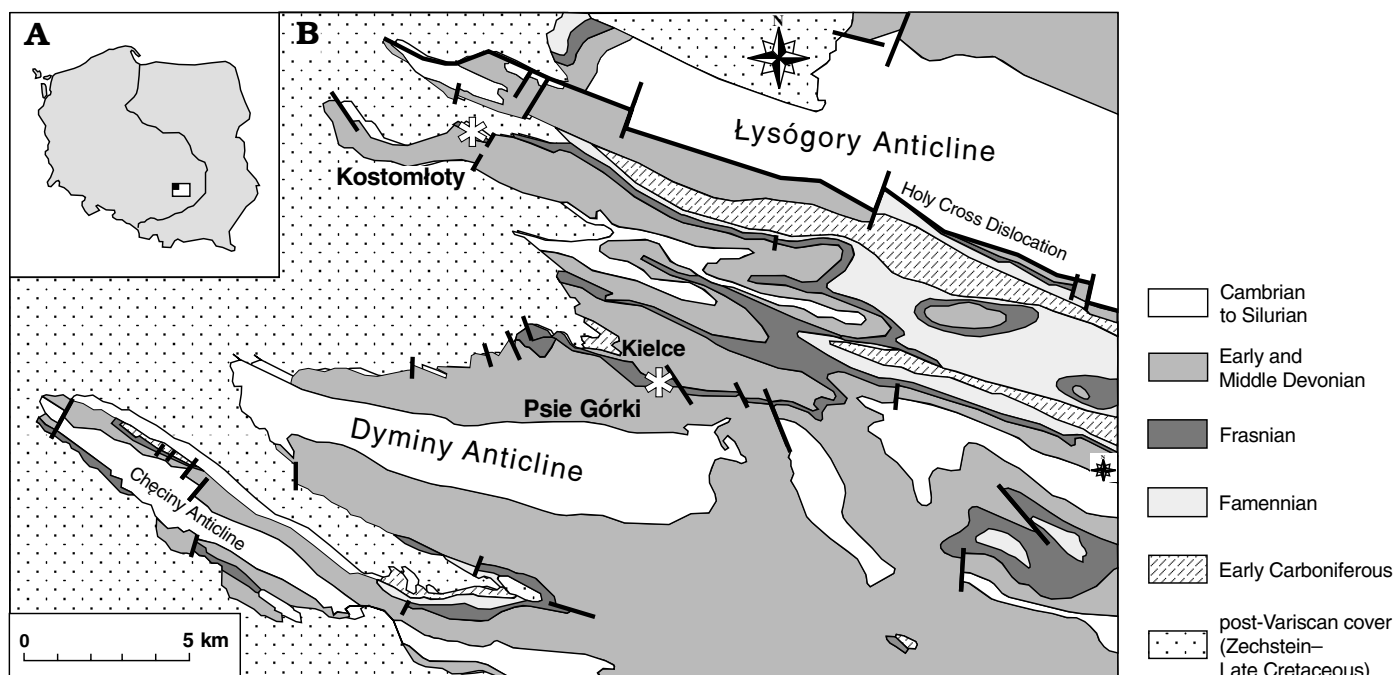 A
B
N
Łysógory Anticline
Kostomłoty
Holy Cross Dislocation
Kielce
Psie Górki
Dyminy Anticline
Chęciny Anticline
0 5 km
Cambrian
to Silurian
Early and
Middle Devonian
Frasnian
Famennian
Early Carboniferous
post-Variscan cover
(Zechstein–
Late Cretaceous)